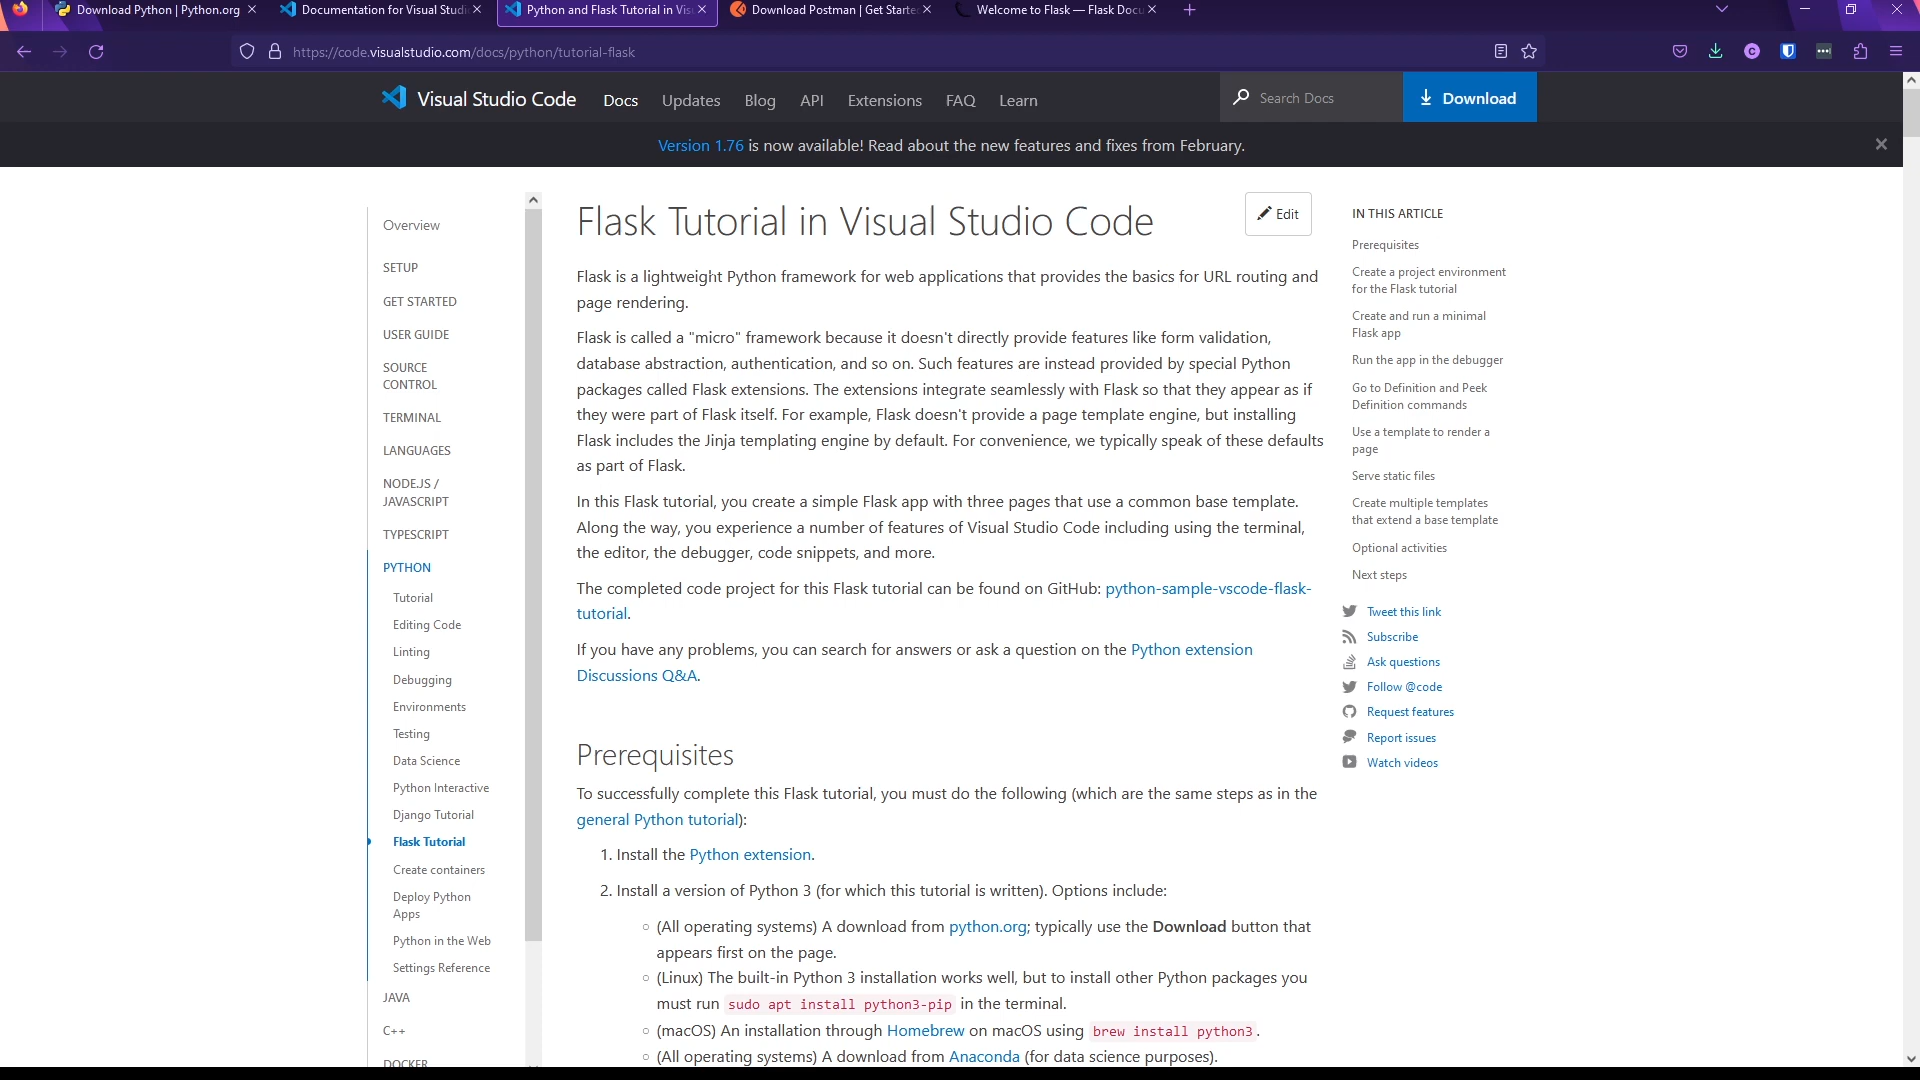 Download Python | Python.org
Documentation for Visual Studi
Python and Flask Tutorial in Vis
Download Postman | Get Starte
Welcome to Flask — Flask Docu
https://code.visualstudio.com/docs/python/tutorial-flask
Visual Studio Code
Docs
Updates
Blog
API
Extensions
FAQ
Learn
Search Docs
Download
Version 1.76 is now available! Read about the new features and fixes from February.
Overview
SETUP
GET STARTED
USER GUIDE
SOURCE
CONTROL
TERMINAL
LANGUAGES
NODE.JS /
JAVASCRIPT
TYPESCRIPT
PYTHON
Tutorial
Editing Code
Linting
Debugging
Environments
Testing
Data Science
Python Interactive
Django Tutorial
Flask Tutorial
Create containers
Deploy Python
Apps
Python in the Web
Settings Reference
JAVA
C++
DOCKER
Flask Tutorial in Visual Studio Code
Edit
Flask is a lightweight Python framework for web applications that provides the basics for URL routing and
page rendering.
Flask is called a "micro" framework because it doesn't directly provide features like form validation,
database abstraction, authentication, and so on. Such features are instead provided by special Python
packages called Flask extensions. The extensions integrate seamlessly with Flask so that they appear as if
they were part of Flask itself. For example, Flask doesn't provide a page template engine, but installing
Flask includes the Jinja templating engine by default. For convenience, we typically speak of these defaults
as part of Flask.
In this Flask tutorial, you create a simple Flask app with three pages that use a common base template.
Along the way, you experience a number of features of Visual Studio Code including using the terminal,
the editor, the debugger, code snippets, and more.
The completed code project for this Flask tutorial can be found on GitHub: python-sample-vscode-flask-
tutorial.
If you have any problems, you can search for answers or ask a question on the Python extension
Discussions Q&A.
Prerequisites
To successfully complete this Flask tutorial, you must do the following (which are the same steps as in the
general Python tutorial):
1. Install the Python extension.
2. Install a version of Python 3 (for which this tutorial is written). Options include:
(All operating systems) A download from python.org; typically use the Download button that
appears first on the page.
(Linux) The built-in Python 3 installation works well, but to install other Python packages you
must run sudo apt install python3-pip in the terminal.
(macOS) An installation through Homebrew on macOS using brew install python3.
(All operating systems) A download from Anaconda (for data science purposes).
IN THIS ARTICLE
Prerequisites
Create a project environment
for the Flask tutorial
Create and run a minimal
Flask app
Run the app in the debugger
Go to Definition and Peek
Definition commands
Use a template to render a
page
Serve static files
Create multiple templates
that extend a base template
Optional activities
Next steps
Tweet this link
Subscribe
Ask questions
Follow @code
Request features
Report issues
Watch videos